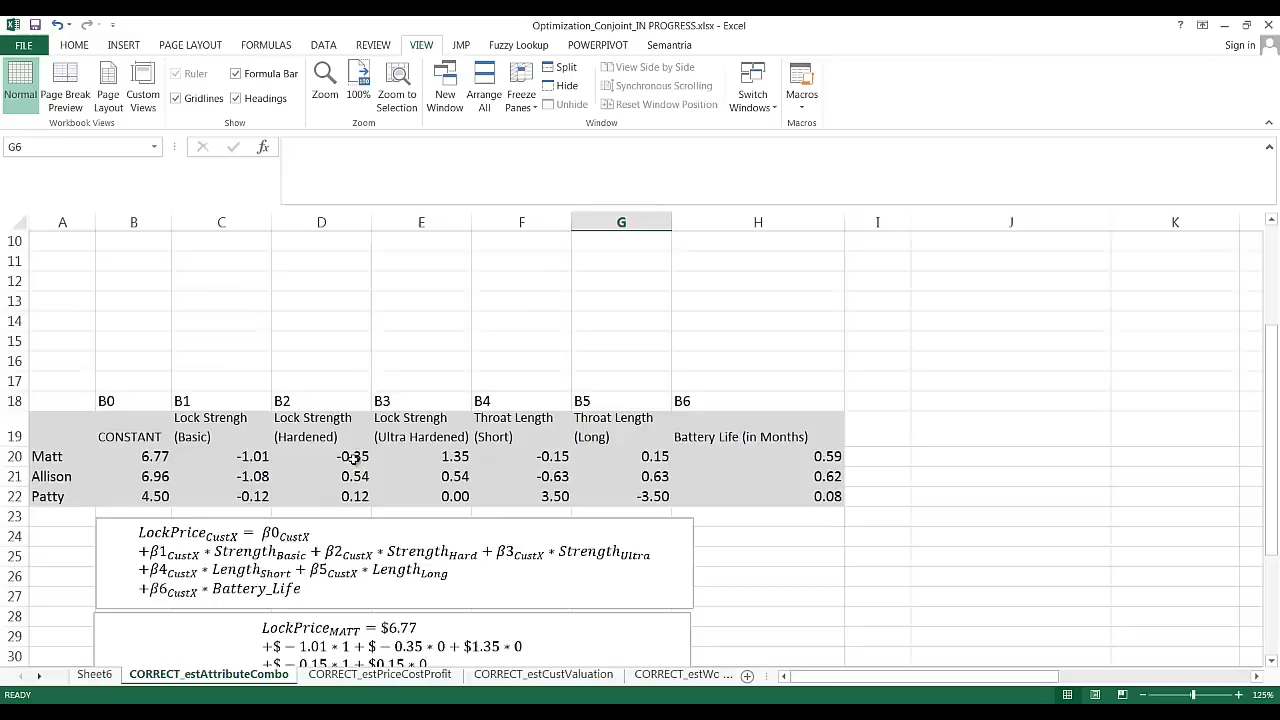 Optimization_Conjoint_IN PROGRESS.xlsx - Excel
FILE HOME INSERT PAGE LAYOUT FORMULAS DATA REVIEW VIEW JMP Fuzzy Lookup POWERPIVOT Semantria Sign in
Normal Page Break Preview Page Layout Custom Views
Ruler Formula Bar
Gridlines Headings
Zoom 100% Zoom to Selection
New Window Arrange All Freeze Panes
Split
Hide
Unhide
View Side by Side
Synchronous Scrolling
Reset Window Position
Switch Windows Macros
Workbook Views Show Zoom Window Macros
G6 fx
A B C D E F G H I J K
10
11
12
13
14
15
16
17
18 B0 B1 B2 B3 B4 B5 B6
19 CONSTANT Lock Strengh (Basic) Lock Strength (Hardened) Lock Strengh (Ultra Hardened) Throat Length (Short) Throat Length (Long) Battery Life (in Months)
20 Matt 6.77 -1.01 -0.35 1.35 -0.15 0.15 0.59
21 Allison 6.96 -1.08 0.54 0.54 -0.63 0.63 0.62
22 Patty 4.50 -0.12 0.12 0.00 3.50 -3.50 0.08
23
24 LockPrice_CustX = β0_CustX
25 +β1_CustX * Strength_Basic + β2_CustX * Strength_Hard + β3_CustX * Strength_Ultra
26 +β4_CustX * Length_Short + β5_CustX * Length_Long
27 +β6_CustX * Battery_Life
28 LockPrice_MATT = $6.77
29 +$ − 1.01 * 1 + $ − 0.35 * 0 + $1.35 * 0
30 +$ − 0.15 * 1 + $0.15 * 0
Sheet6 CORRECT_estAttributeCombo CORRECT_estPriceCostProfit CORRECT_estCustValuation CORRECT_estWc ...
READY 125%